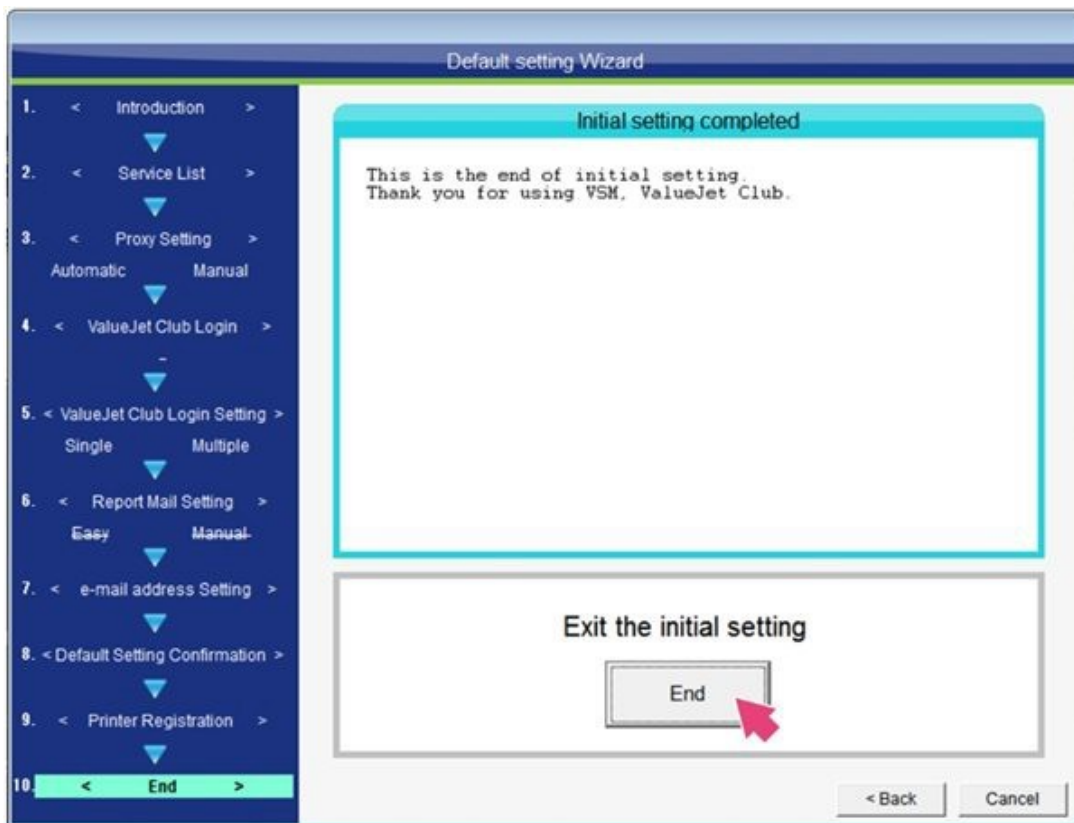 Default setting Wizard
1. < Introduction >
2. < Service List >
3. < Proxy Setting >
Automatic Manual
4. < ValueJet Club Login >
-
5. < ValueJet Club Login Setting >
Single Multiple
6. < Report Mail Setting >
Easy Manual
7. < e-mail address Setting >
8. < Default Setting Confirmation >
9. < Printer Registration >
10. < End >
Initial setting completed
This is the end of initial setting.
Thank you for using VSM, ValueJet Club.
Exit the initial setting
End
< Back Cancel